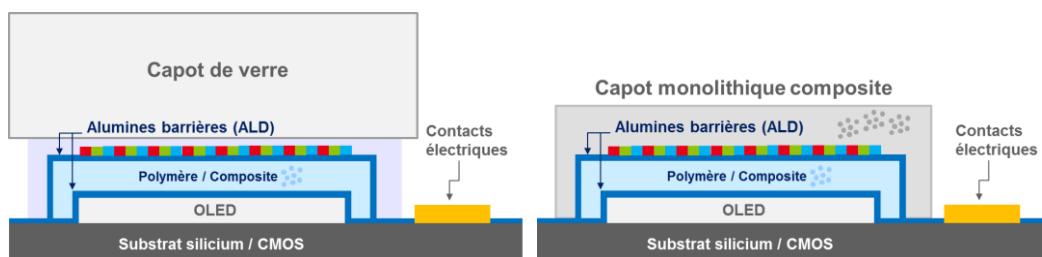 Capot de verre
Alumines barrières (ALD)
Contacts
électriques
Polymère / Composite
OLED
Substrat silicium / CMOS
Capot monolithique composite
Alumines barrières (ALD)
Contacts
électriques
Polymère / Composite
OLED
Substrat silicium / CMOS